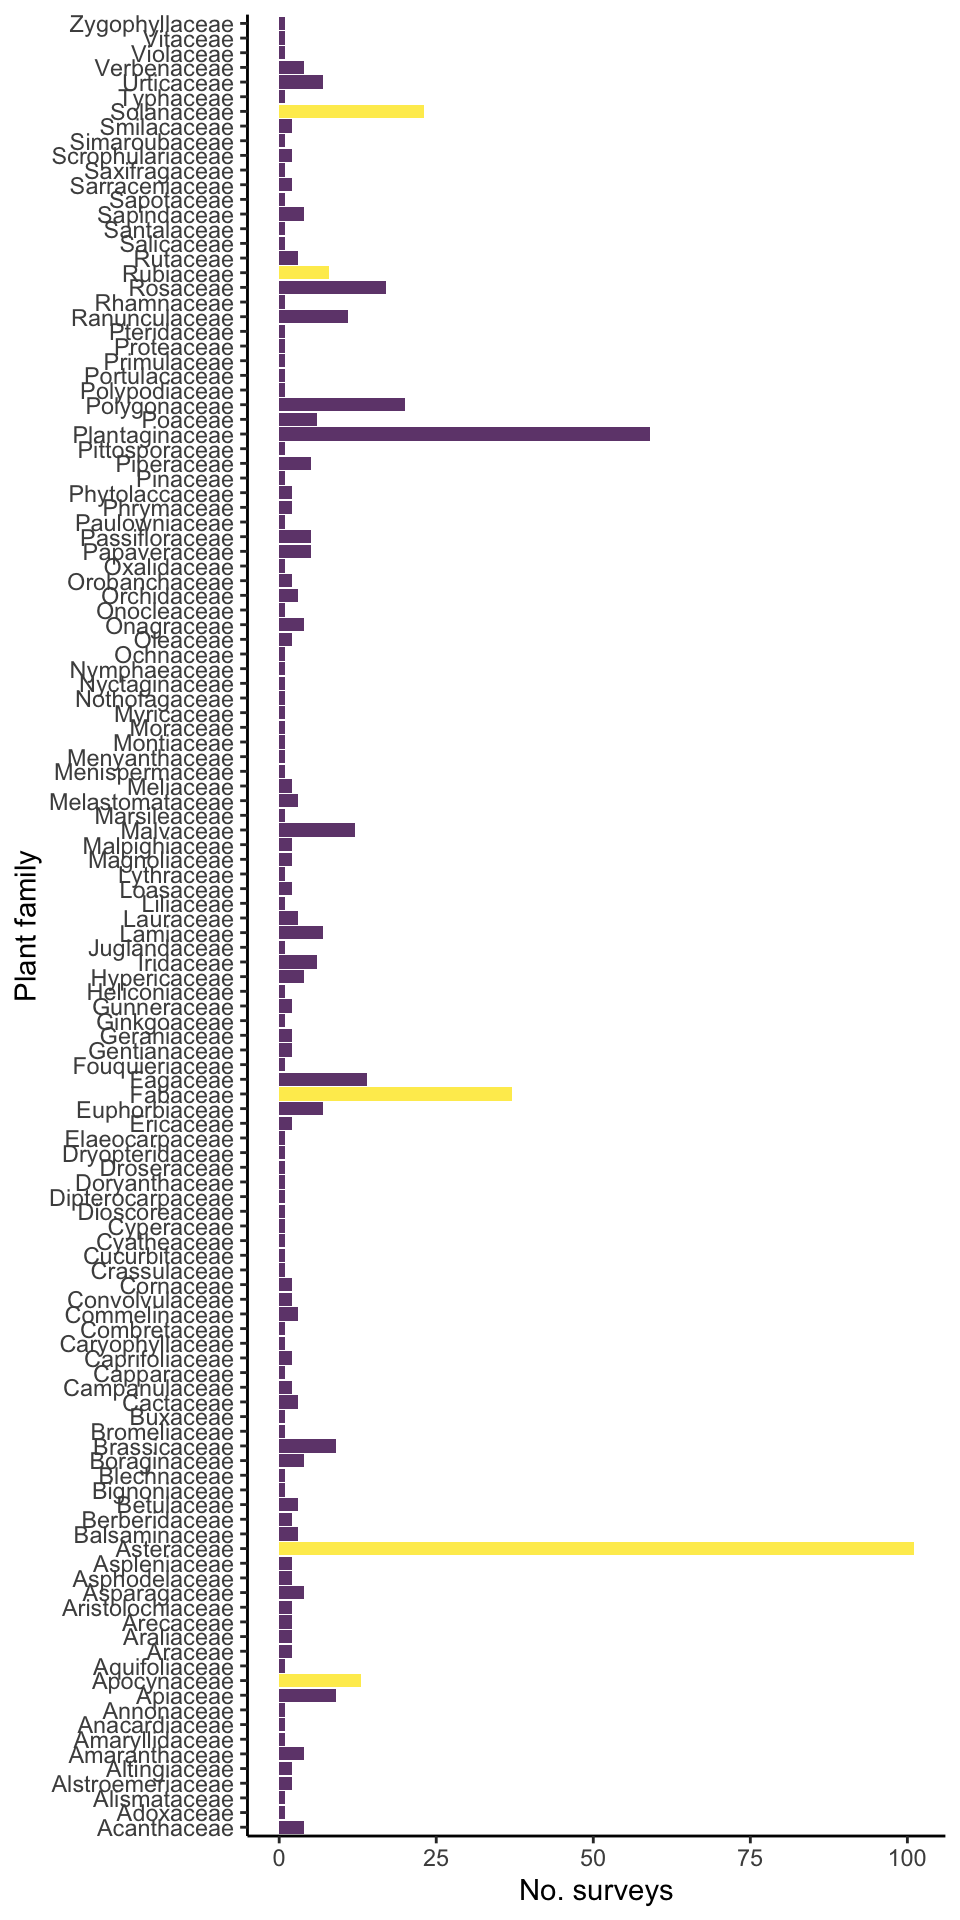 Zygophyllaceae
Vitaceae
Violaceae
Verbenaceae
Urticaceae
Typhaceae
Solanaceae
Smilacaceae
Simaroubaceae
Scrophulariaceae
Saxifragaceae
Sarraceniaceae
Sapotaceae
Sapindaceae
Santalaceae
Salicaceae
Rutaceae
Rubiaceae
Rosaceae
Rhamnaceae
Ranunculaceae
Pteridaceae
Proteaceae
Primulaceae
Portulacaceae
Polypodiaceae
Polygonaceae
Poaceae
Plantaginaceae
Pittosporaceae
Piperaceae
Pinaceae
Phytolaccaceae
Phrymaceae
Paulowniaceae
Passifloraceae
Papaveraceae
Oxalidaceae
Orobanchaceae
Orchidaceae
Onocleaceae
Onagraceae
Oleaceae
Ochnaceae
Nymphaeaceae
Nyctaginaceae
Nothofagaceae
Myricaceae
Moraceae
Montiaceae
Menyanthaceae
Menispermaceae
Meliaceae
Melastomataceae
Marsileaceae
Malvaceae
Malpighiaceae
Magnoliaceae
Lythraceae
Loasaceae
Liliaceae
Lauraceae
Lamiaceae
Juglandaceae
Iridaceae
Hypericaceae
Heliconiaceae
Gunneraceae
Ginkgoaceae
Geraniaceae
Gentianaceae
Fouquieriaceae
Fagaceae
Fabaceae
Euphorbiaceae
Ericaceae
Elaeocarpaceae
Dryopteridaceae
Droseraceae
Doryanthaceae
Dipterocarpaceae
Dioscoreaceae
Cyperaceae
Cyatheaceae
Cucurbitaceae
Crassulaceae
Cornaceae
Convolvulaceae
Commelinaceae
Combretaceae
Caryophyllaceae
Caprifoliaceae
Capparaceae
Campanulaceae
Cactaceae
Buxaceae
Bromeliaceae
Brassicaceae
Boraginaceae
Blechnaceae
Bignoniaceae
Betulaceae
Berberidaceae
Balsaminaceae
Asteraceae
Aspleniaceae
Asphodelaceae
Asparagaceae
Aristolochiaceae
Arecaceae
Araliaceae
Araceae
Aquifoliaceae
Apocynaceae
Apiaceae
Annonaceae
Anacardiaceae
Amaryllidaceae
Amaranthaceae
Altingiaceae
Alstroemeriaceae
Alismataceae
Adoxaceae
Acanthaceae
Plant family
0 25 50 75 100
No. surveys